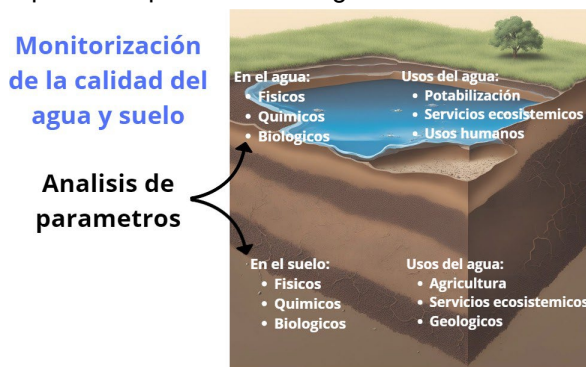 Monitorización
de la calidad del
agua y suelo
Analisis de
parametros
En el agua:
• Fisicos
• Quimicos
• Biologicos
Usos del agua:
• Potabilización
• Servicios ecosistemicos
• Usos humanos
En el suelo:
• Fisicos
• Quimicos
• Biologicos
Usos del agua:
• Agricultura
• Servicios ecosistemicos
• Geologicos